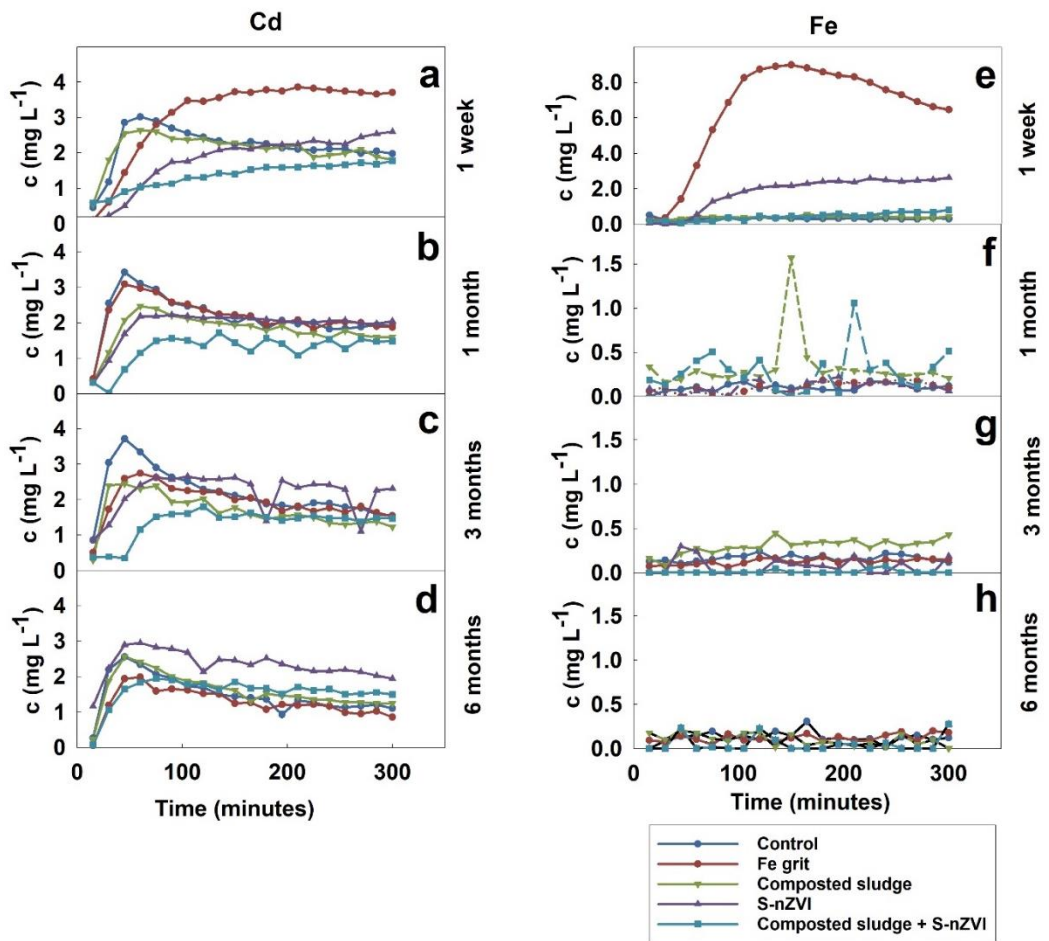 Cd
Fe
a
c (mg L⁻¹)
4
3
2
1
0
1 week
b
c (mg L⁻¹)
4
3
2
1
0
1 month
c
c (mg L⁻¹)
4
3
2
1
0
3 months
d
c (mg L⁻¹)
4
3
2
1
0
6 months
0 100 200 300
Time (minutes)
e
c (mg L⁻¹)
8.0
6.0
4.0
2.0
0.0
1 week
f
c (mg L⁻¹)
1.5
1.0
0.5
0.0
1 month
g
c (mg L⁻¹)
1.5
1.0
0.5
0.0
3 months
h
c (mg L⁻¹)
1.5
1.0
0.5
0.0
6 months
0 100 200 300
Time (minutes)
Control
Fe grit
Composted sludge
S-nZVI
Composted sludge + S-nZVI